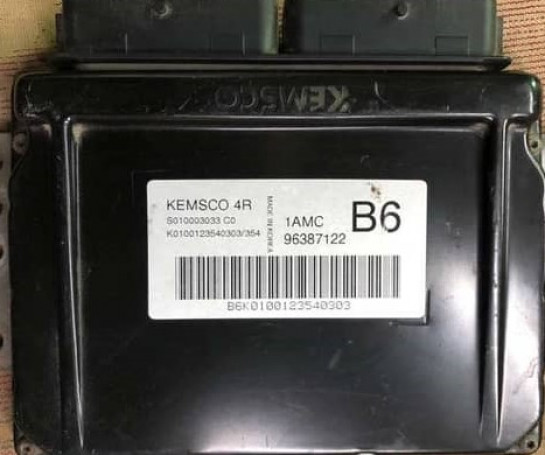 KEMSCO
KEMSCO 4R
S010003033 C0
K0100123540303/354
MADE IN KOREA
1AMC
96387122
B6
B6K0100123540303